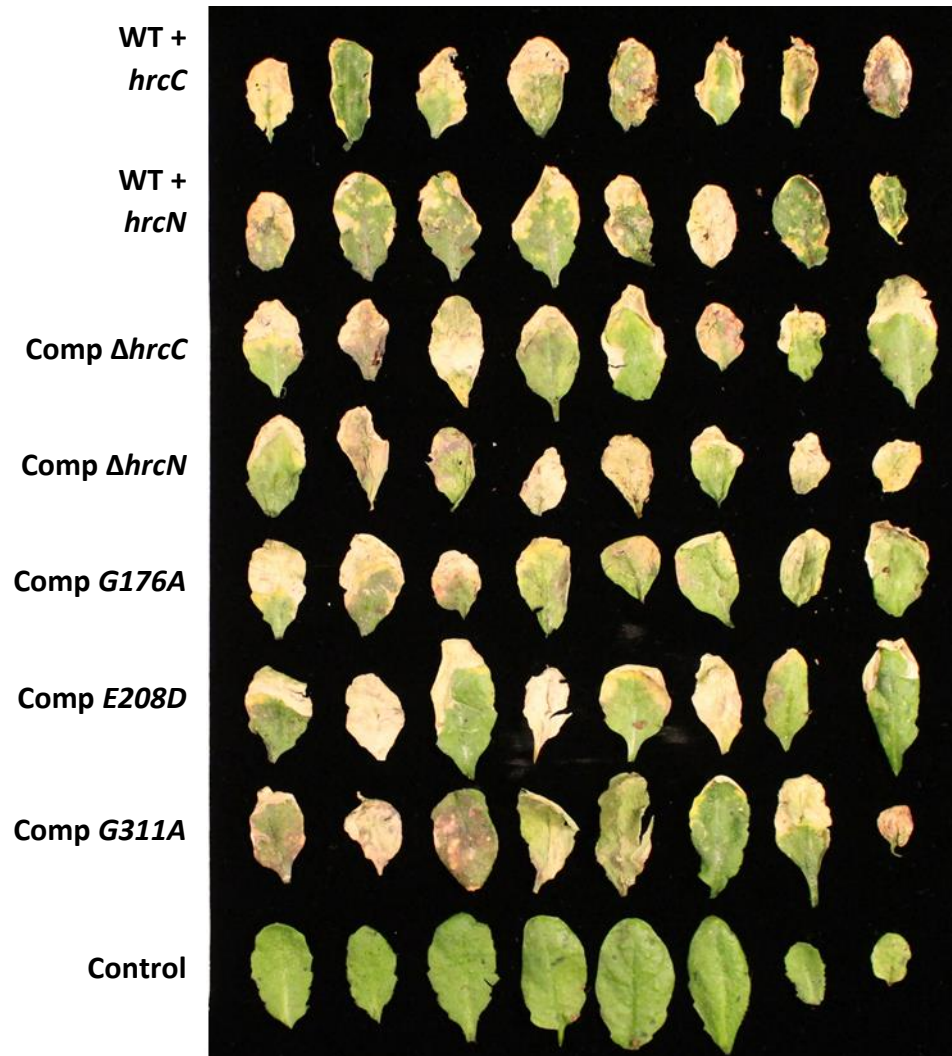 WT +
hrcC
WT +
hrcN
Comp ΔhrcC
Comp ΔhrcN
Comp G176A
Comp E208D
Comp G311A
Control